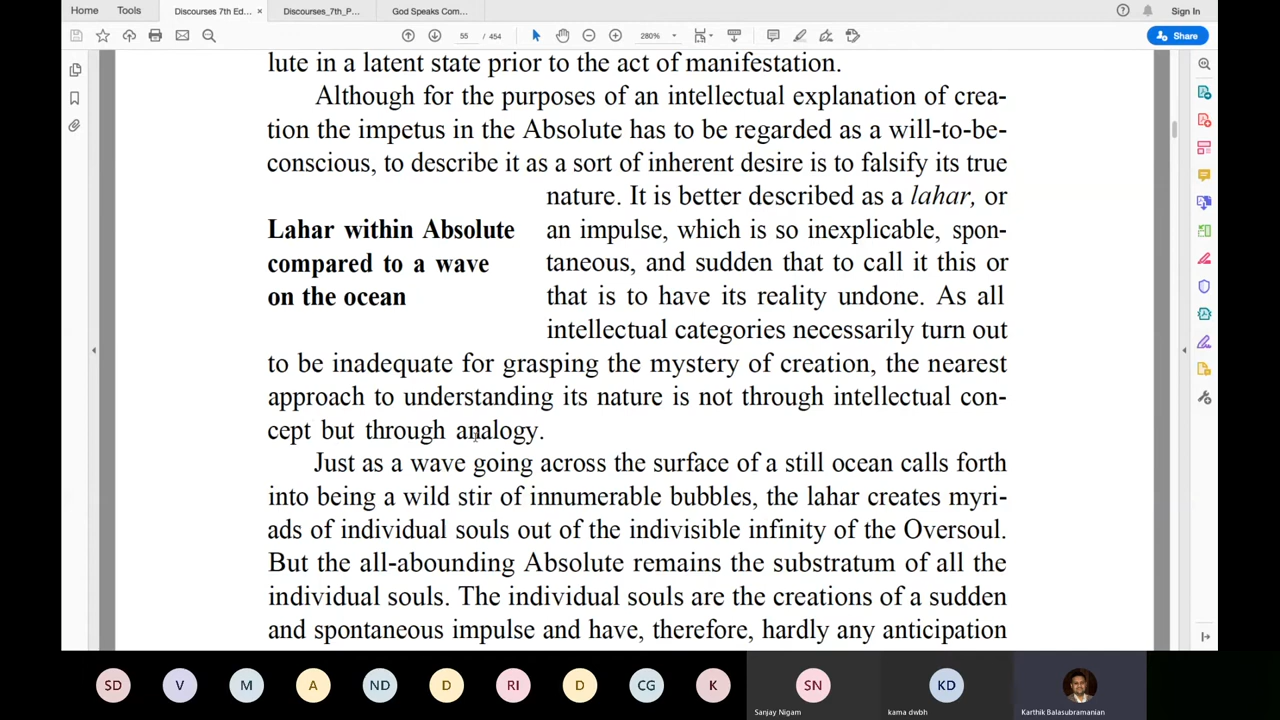 Home Tools Discourses 7th Ed... × Discourses_7th_P... God Speaks Com... Sign In
55 / 454 280% Share
lute in a latent state prior to the act of manifestation.
Although for the purposes of an intellectual explanation of crea-
tion the impetus in the Absolute has to be regarded as a will-to-be-
conscious, to describe it as a sort of inherent desire is to falsify its true
nature. It is better described as a lahar, or
Lahar within Absolute an impulse, which is so inexplicable, spon-
compared to a wave taneous, and sudden that to call it this or
on the ocean that is to have its reality undone. As all
intellectual categories necessarily turn out
to be inadequate for grasping the mystery of creation, the nearest
approach to understanding its nature is not through intellectual con-
cept but through analogy.
Just as a wave going across the surface of a still ocean calls forth
into being a wild stir of innumerable bubbles, the lahar creates myri-
ads of individual souls out of the indivisible infinity of the Oversoul.
But the all-abounding Absolute remains the substratum of all the
individual souls. The individual souls are the creations of a sudden
and spontaneous impulse and have, therefore, hardly any anticipation
SD V M A ND D RI D CG K SN KD
Sanjay Nigam kama dwbh Karthik Balasubramanian